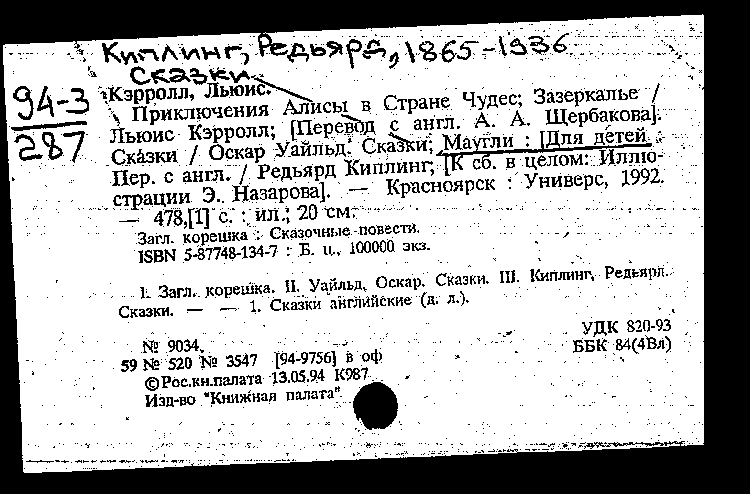 Киплинг, Редьярд, 1865-1936
Сказки
94-3
287
Кэрролл, Льюис.
Приключения Алисы в Стране Чудес; Зазеркалье /
Льюис Кэрролл; [Перевод с англ. А. А. Щербакова].
Сказки / Оскар Уайльд. Сказки; Маугли : [Для детей :
Пер. с англ. / Редьярд Киплинг; [К сб. в целом: Иллю-
страции Э. Назарова]. — Красноярск : Универс, 1992.
— 478,[1] с. : ил.; 20 см.
Загл. корешка : Сказочные повести.
ISBN 5-87748-134-7 : Б. ц., 100000 экз.
I. Загл. корешка. II. Уайльд, Оскар. Сказки. III. Киплинг, Редьярд.
Сказки. — — 1. Сказки английские (д. л.).
УДК 820-93
ББК 84(4Вл)
№ 9034.
59 № 520 № 3547 [94-9756] в оф
©Рос.кн.палата 13.05.94 К987
Изд-во "Книжная палата"